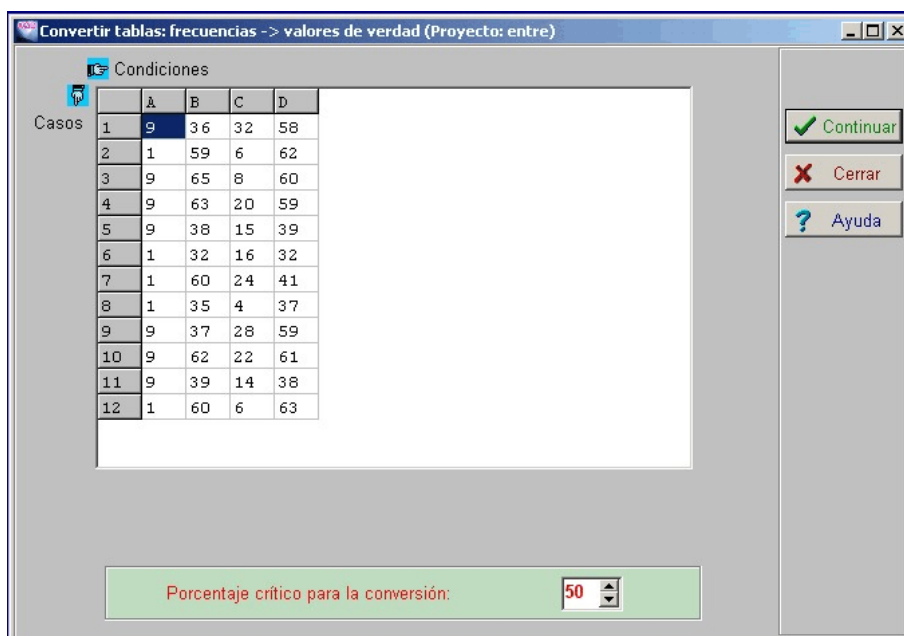 Convertir tablas: frecuencias -> valores de verdad (Proyecto: entre)
Condiciones
Casos
A B C D
1 9 36 32 58
2 1 59 6 62
3 9 65 8 60
4 9 63 20 59
5 9 38 15 39
6 1 32 16 32
7 1 60 24 41
8 1 35 4 37
9 9 37 28 59
10 9 62 22 61
11 9 39 14 38
12 1 60 6 63
Continuar
Cerrar
? Ayuda
Porcentaje crítico para la conversión: 50